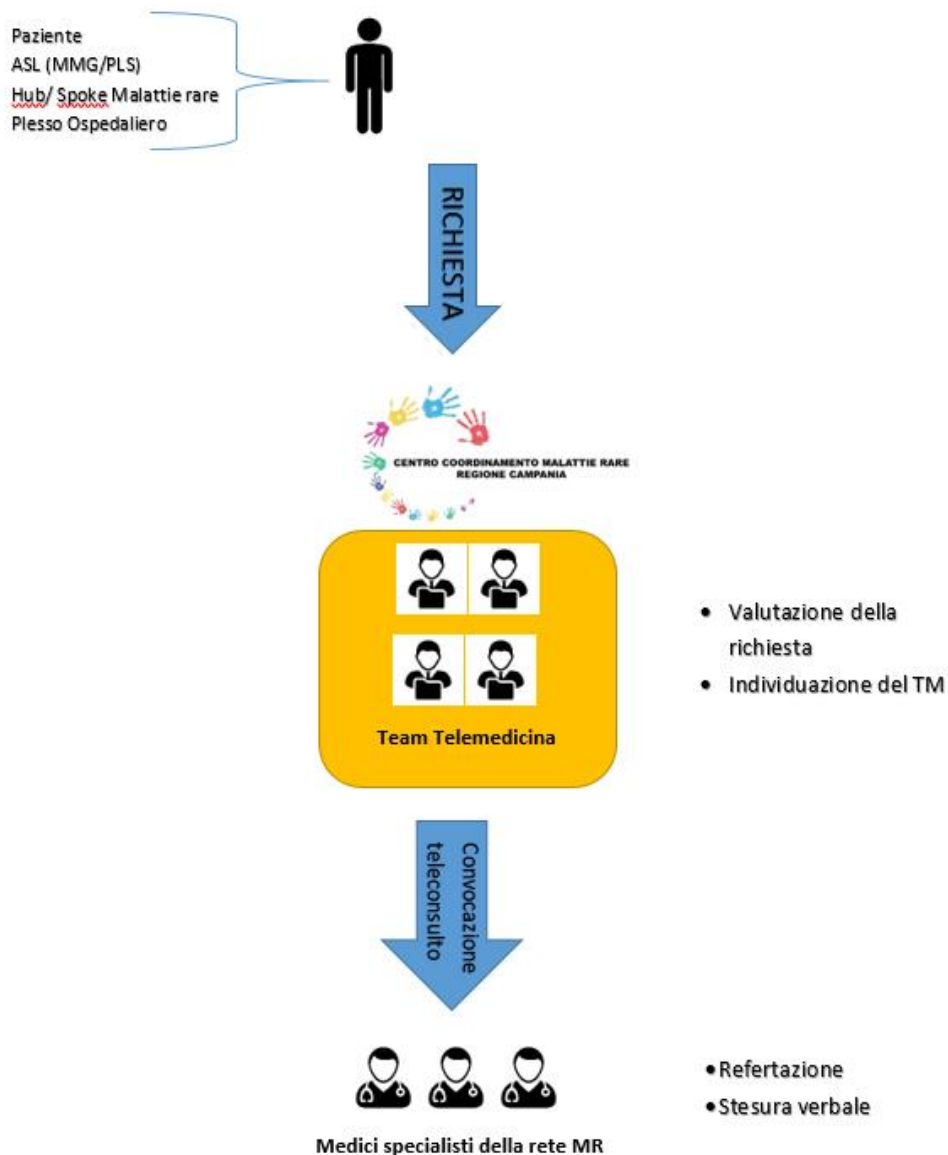 Paziente
ASL (MMG/PLS)
Hub/ Spoke Malattie rare
Plesso Ospedaliero
RICHIESTA
CENTRO COORDINAMENTO MALATTIE RARE
REGIONE CAMPANIA
Team Telemedicina
• Valutazione della
richiesta
• Individuazione del TM
Convocazione
teleconsulto
Medici specialisti della rete MR
• Refertazione
• Stesura verbale